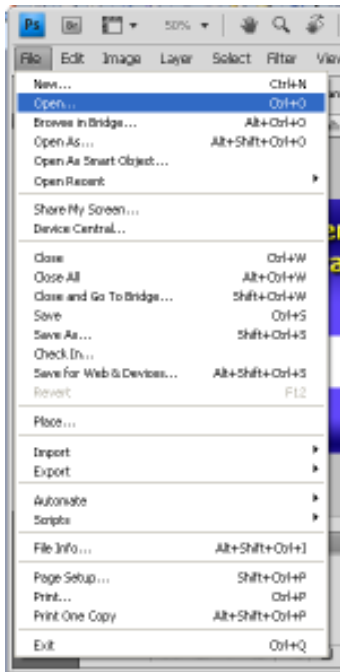 Ps Br 50%
File Edit Image Layer Select Filter View
New... Ctrl+N
Open... Ctrl+O
Browse in Bridge... Alt+Ctrl+O
Open As... Alt+Shift+Ctrl+O
Open As Smart Object...
Open Recent
Share My Screen...
Device Central...
Close Ctrl+W
Close All Alt+Ctrl+W
Close and Go To Bridge... Shift+Ctrl+W
Save Ctrl+S
Save As... Shift+Ctrl+S
Check In...
Save for Web & Devices... Alt+Shift+Ctrl+S
Revert F12
Place...
Import
Export
Automate
Scripts
File Info... Alt+Shift+Ctrl+I
Page Setup... Shift+Ctrl+P
Print... Ctrl+P
Print One Copy Alt+Shift+Ctrl+P
Exit Ctrl+Q